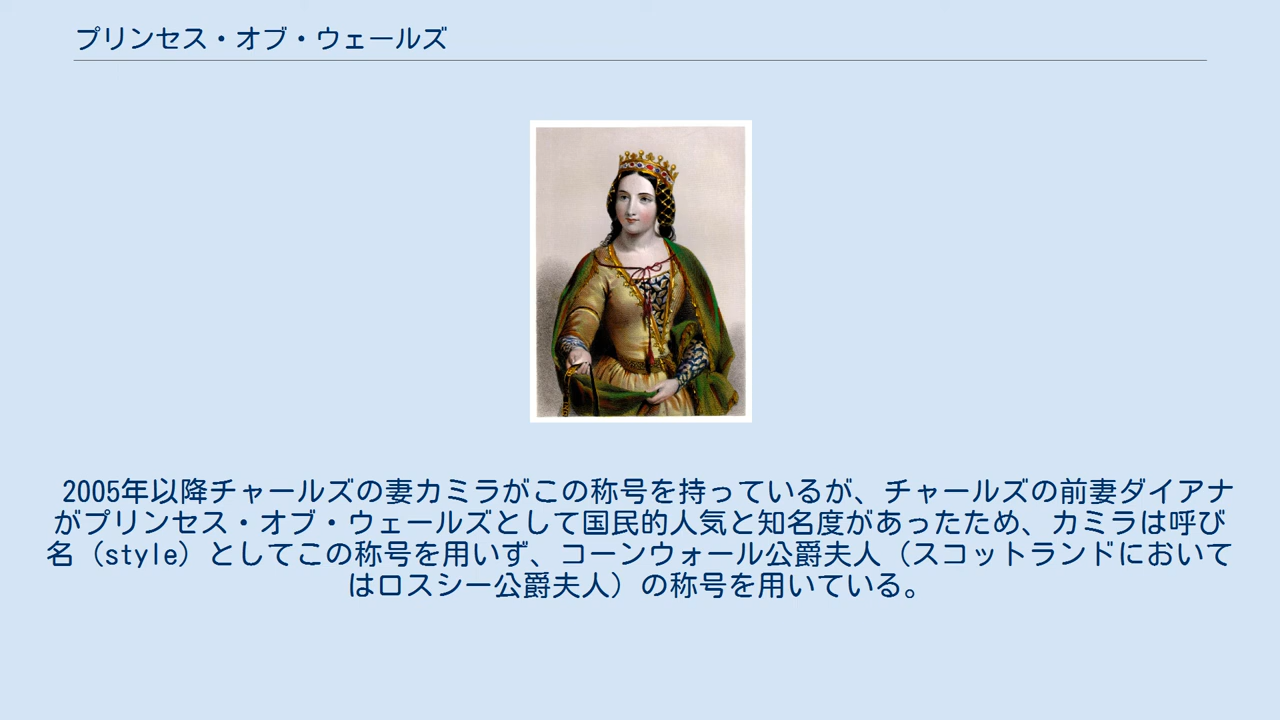 プリンセス・オブ・ウェールズ
2005年以降チャールズの妻カミラがこの称号を持っているが、チャールズの前妻ダイアナ
がプリンセス・オブ・ウェールズとして国民的人気と知名度があったため、カミラは呼び
名（style）としてこの称号を用いず、コーンウォール公爵夫人（スコットランドにおいて
はロスシー公爵夫人）の称号を用いている。